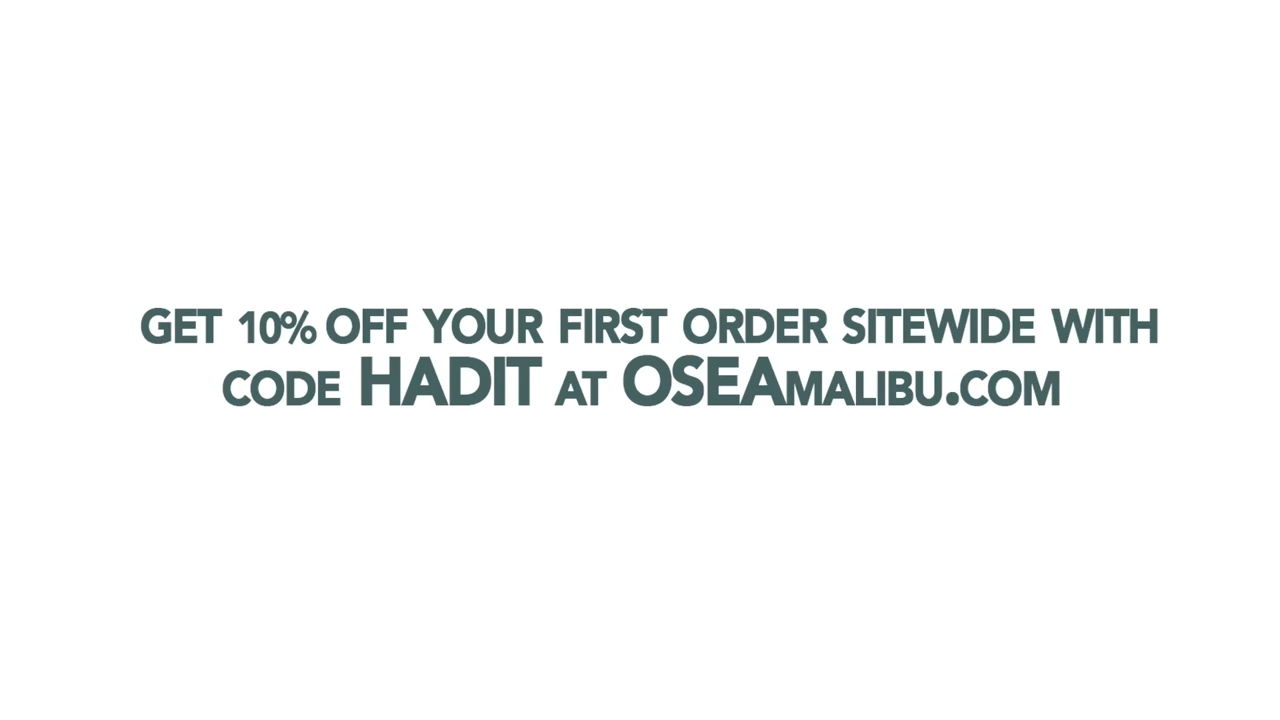 GET 10% OFF YOUR FIRST ORDER SITEWIDE WITH
CODE HADIT AT OSEAMALIBU.COM